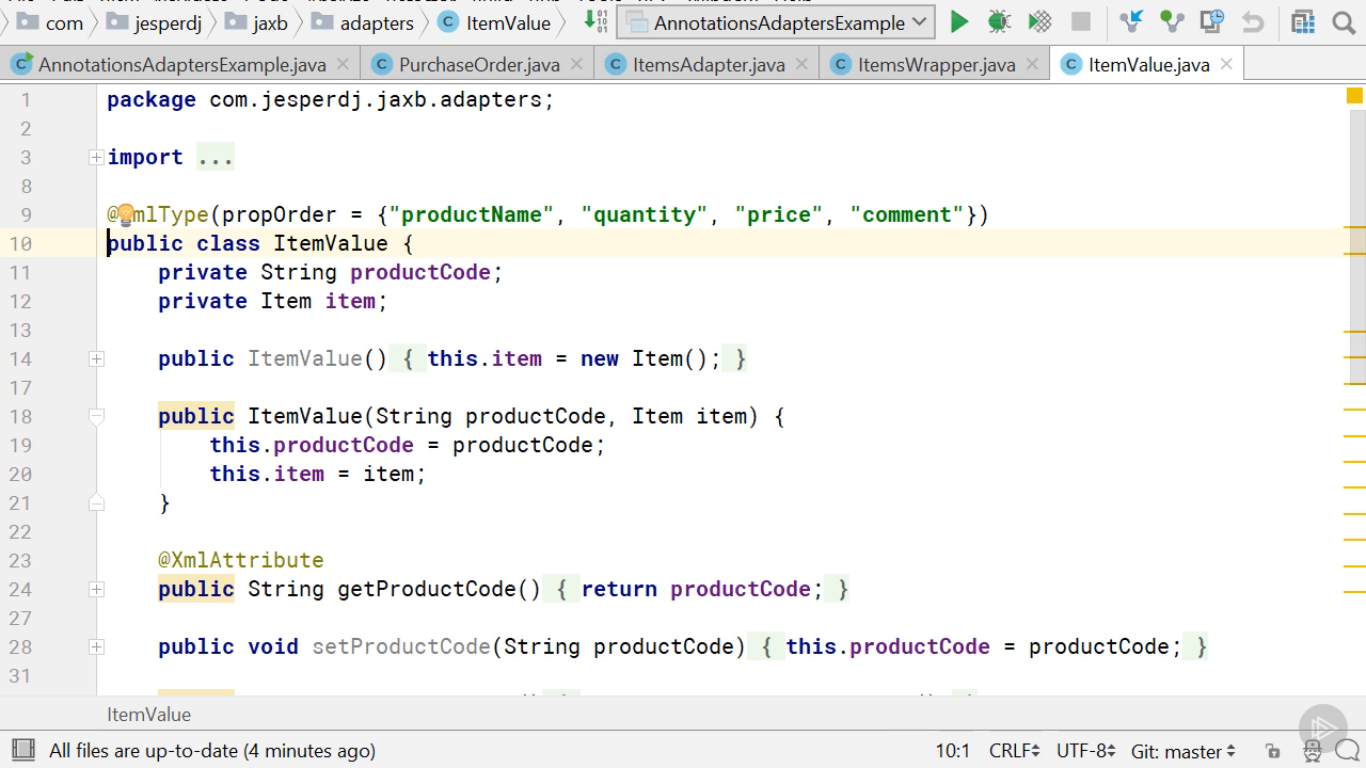 com jesperdj jaxb adapters ItemValue AnnotationsAdaptersExample
AnnotationsAdaptersExample.java PurchaseOrder.java ItemsAdapter.java ItemsWrapper.java ItemValue.java
1 package com.jesperdj.jaxb.adapters;
2
3 import ...
8
9 @XmlType(propOrder = {"productName", "quantity", "price", "comment"})
10 public class ItemValue {
11 private String productCode;
12 private Item item;
13
14 public ItemValue() { this.item = new Item(); }
17
18 public ItemValue(String productCode, Item item) {
19 this.productCode = productCode;
20 this.item = item;
21 }
22
23 @XmlAttribute
24 public String getProductCode() { return productCode; }
27
28 public void setProductCode(String productCode) { this.productCode = productCode; }
31
ItemValue
All files are up-to-date (4 minutes ago) 10:1 CRLF UTF-8 Git: master